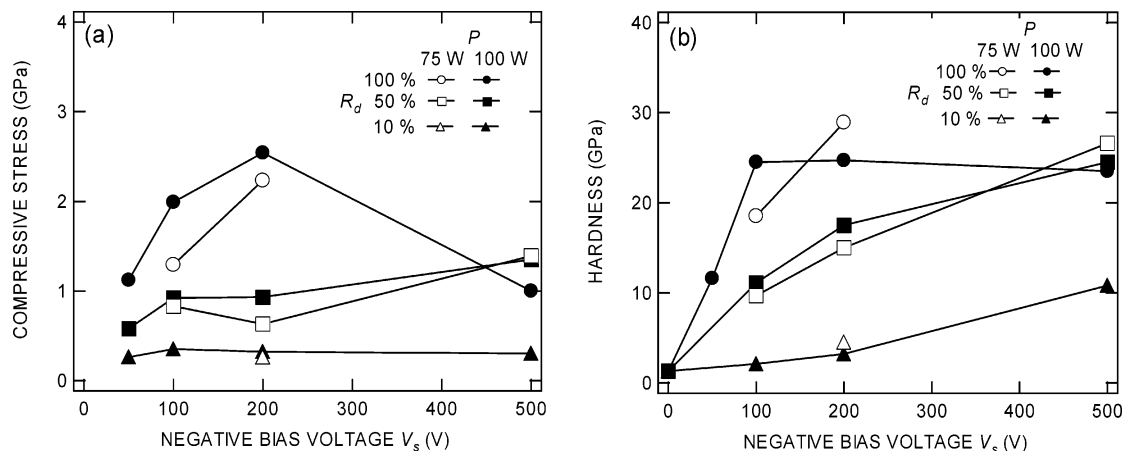 (a)
P
75 W 100 W
100 %
R_d 50 %
10 %
4
3
2
1
0
COMPRESSIVE STRESS (GPa)
0 100 200 300 400 500
NEGATIVE BIAS VOLTAGE V_s (V)
(b)
P
75 W 100 W
100 %
R_d 50 %
10 %
40
30
20
10
0
HARDNESS (GPa)
0 100 200 300 400 500
NEGATIVE BIAS VOLTAGE V_s (V)